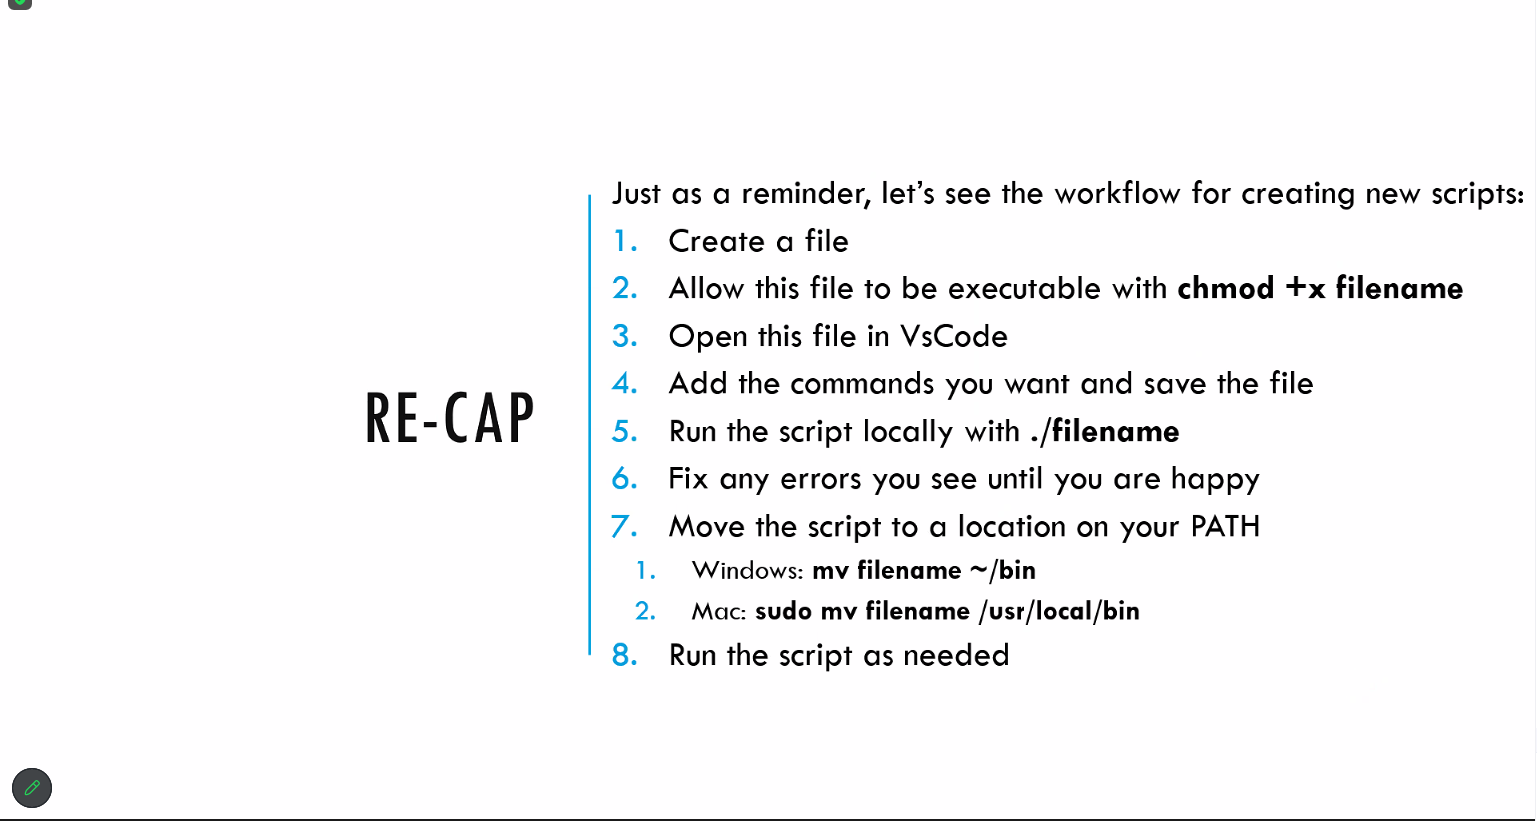 RE-CAP
Just as a reminder, let’s see the workflow for creating new scripts:
1. Create a file
2. Allow this file to be executable with chmod +x filename
3. Open this file in VsCode
4. Add the commands you want and save the file
5. Run the script locally with ./filename
6. Fix any errors you see until you are happy
7. Move the script to a location on your PATH
1. Windows: mv filename ~/bin
2. Mac: sudo mv filename /usr/local/bin
8. Run the script as needed